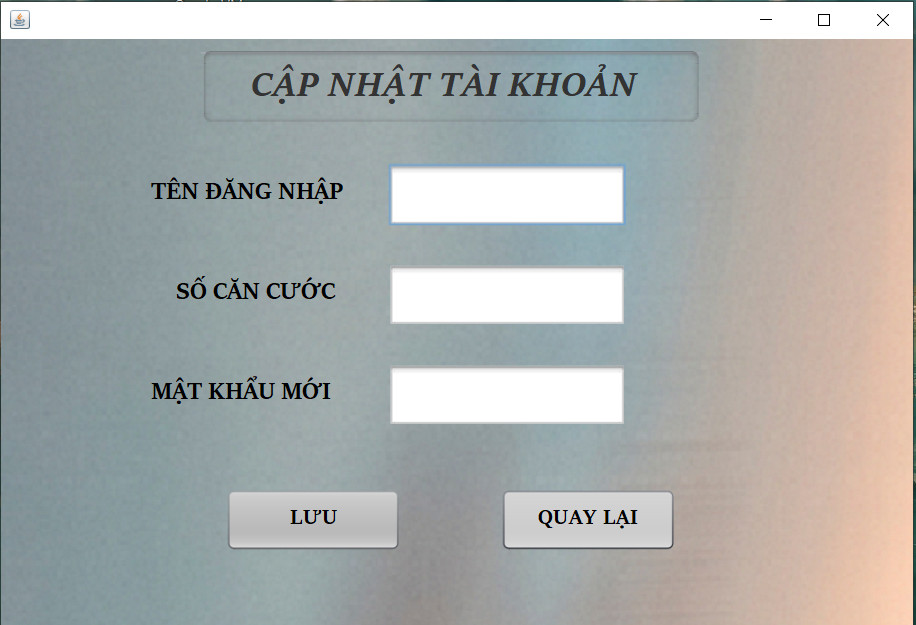 CẬP NHẬT TÀI KHOẢN
TÊN ĐĂNG NHẬP
SỐ CĂN CƯỚC
MẬT KHẨU MỚI
LƯU
QUAY LẠI